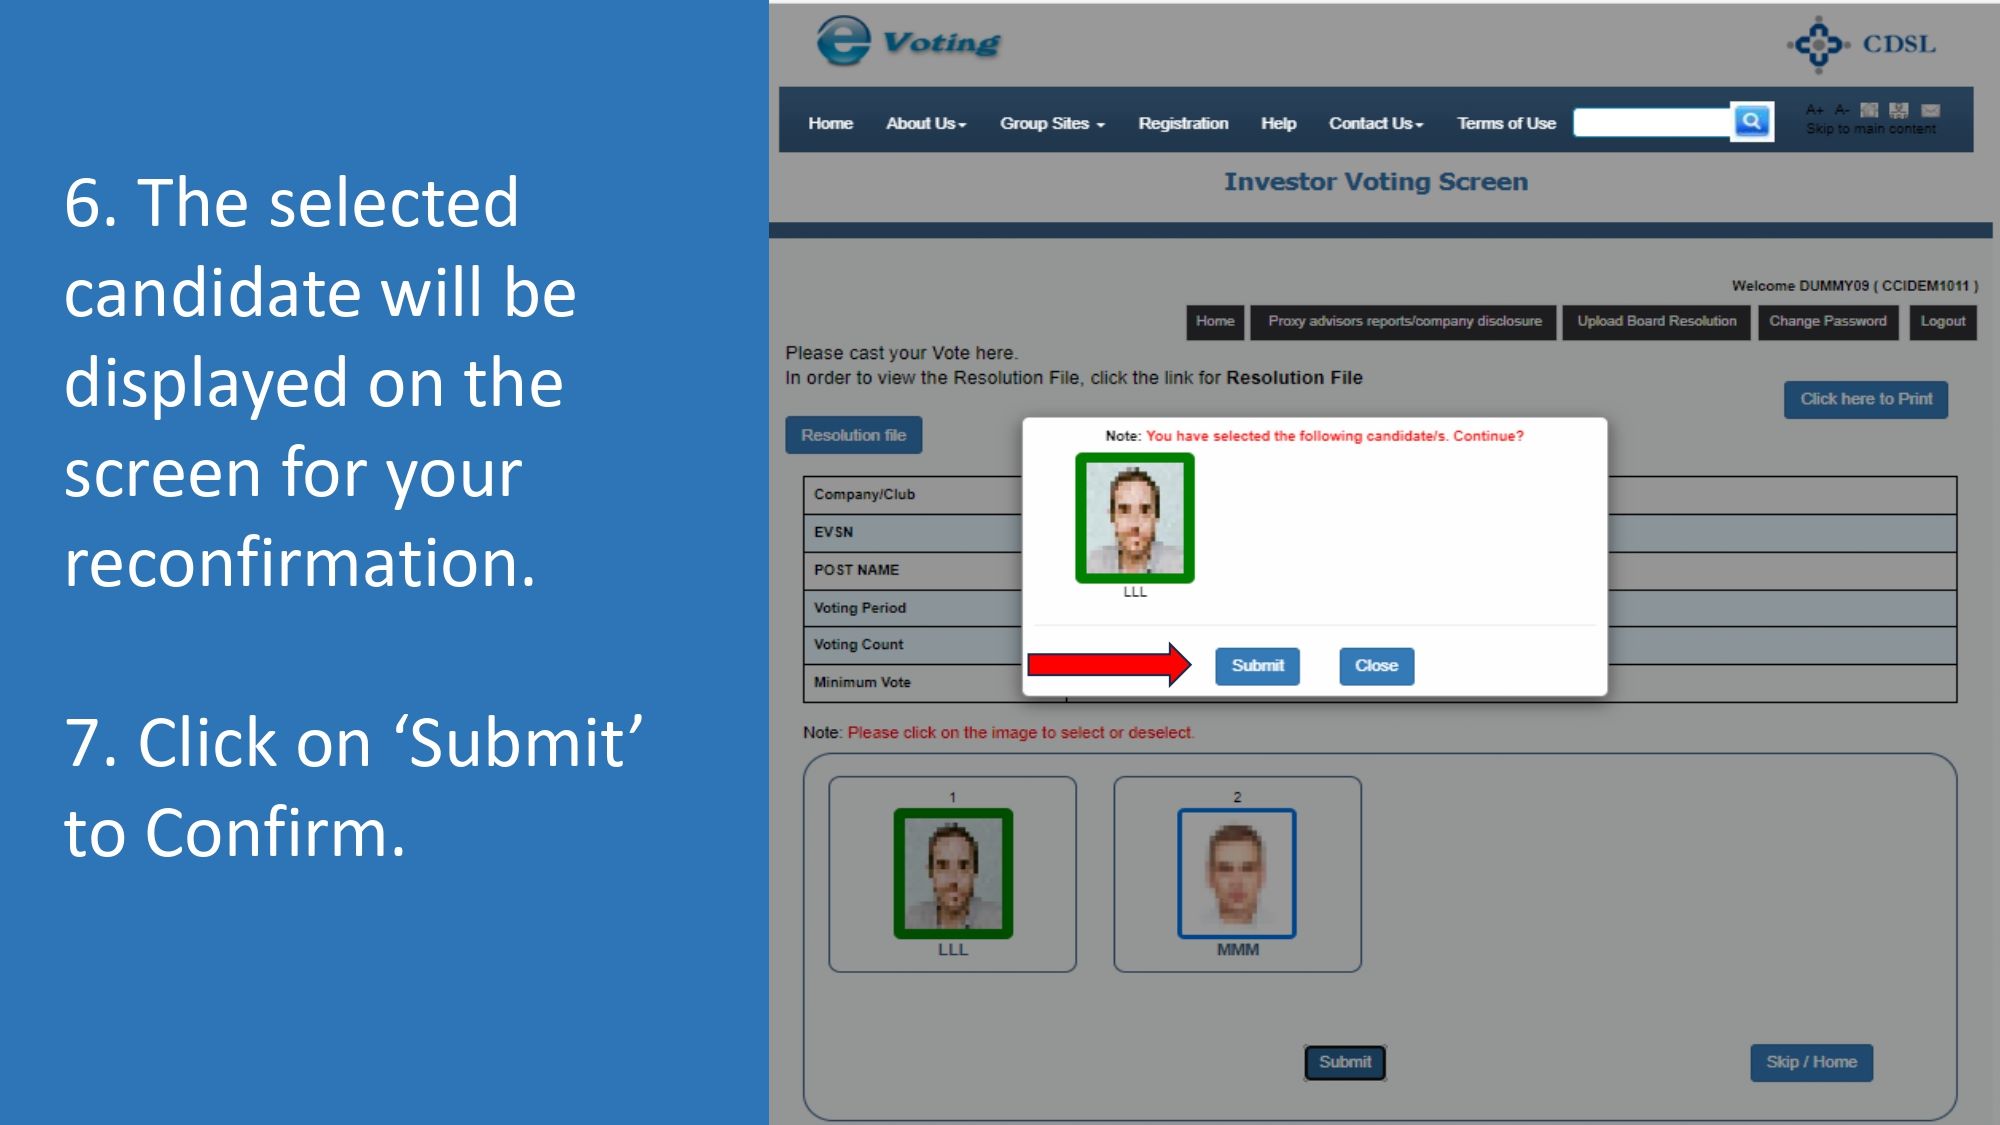 6. The selected
candidate will be
displayed on the
screen for your
reconfirmation.
7. Click on ‘Submit’
to Confirm.
e Voting
CDSL
Home About Us Group Sites Registration Help Contact Us Terms of Use
A+ A-
Skip to main content
Investor Voting Screen
Welcome DUMMY09 ( CCIDEM1011 )
Home Proxy advisors reports/company disclosure Upload Board Resolution Change Password Logout
Please cast your Vote here.
In order to view the Resolution File, click the link for Resolution File
Click here to Print
Resolution file
Note: You have selected the following candidate/s. Continue?
LLL
Submit Close
Company/Club
EVSN
POST NAME
Voting Period
Voting Count
Minimum Vote
Note: Please click on the image to select or deselect.
1 2
LLL MMM
Submit Skip / Home